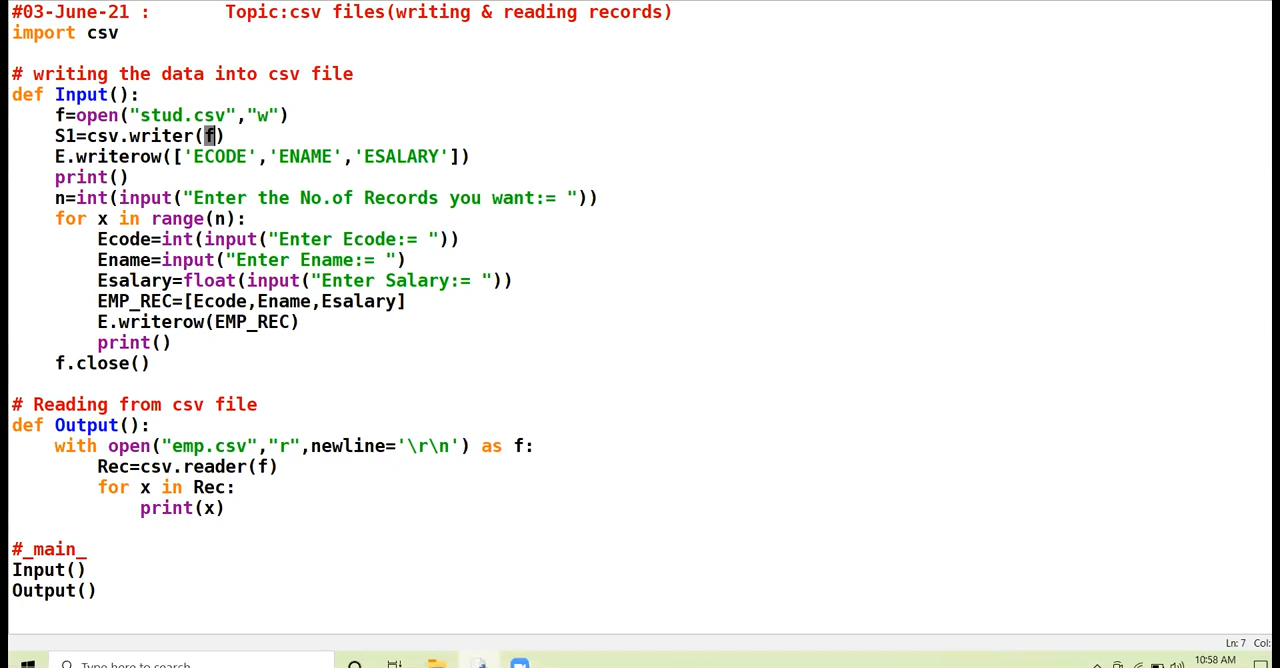 #03-June-21 :       Topic:csv files(writing & reading records)
import csv

# writing the data into csv file
def Input():
    f=open("stud.csv","w")
    S1=csv.writer(f)
    E.writerow(['ECODE','ENAME','ESALARY'])
    print()
    n=int(input("Enter the No.of Records you want:= "))
    for x in range(n):
        Ecode=int(input("Enter Ecode:= "))
        Ename=input("Enter Ename:= ")
        Esalary=float(input("Enter Salary:= "))
        EMP_REC=[Ecode,Ename,Esalary]
        E.writerow(EMP_REC)
        print()
    f.close()

# Reading from csv file
def Output():
    with open("emp.csv","r",newline='\r\n') as f:
        Rec=csv.reader(f)
        for x in Rec:
            print(x)

#_main_
Input()
Output()
Ln: 7 Col:
Type here to search
10:58 AM